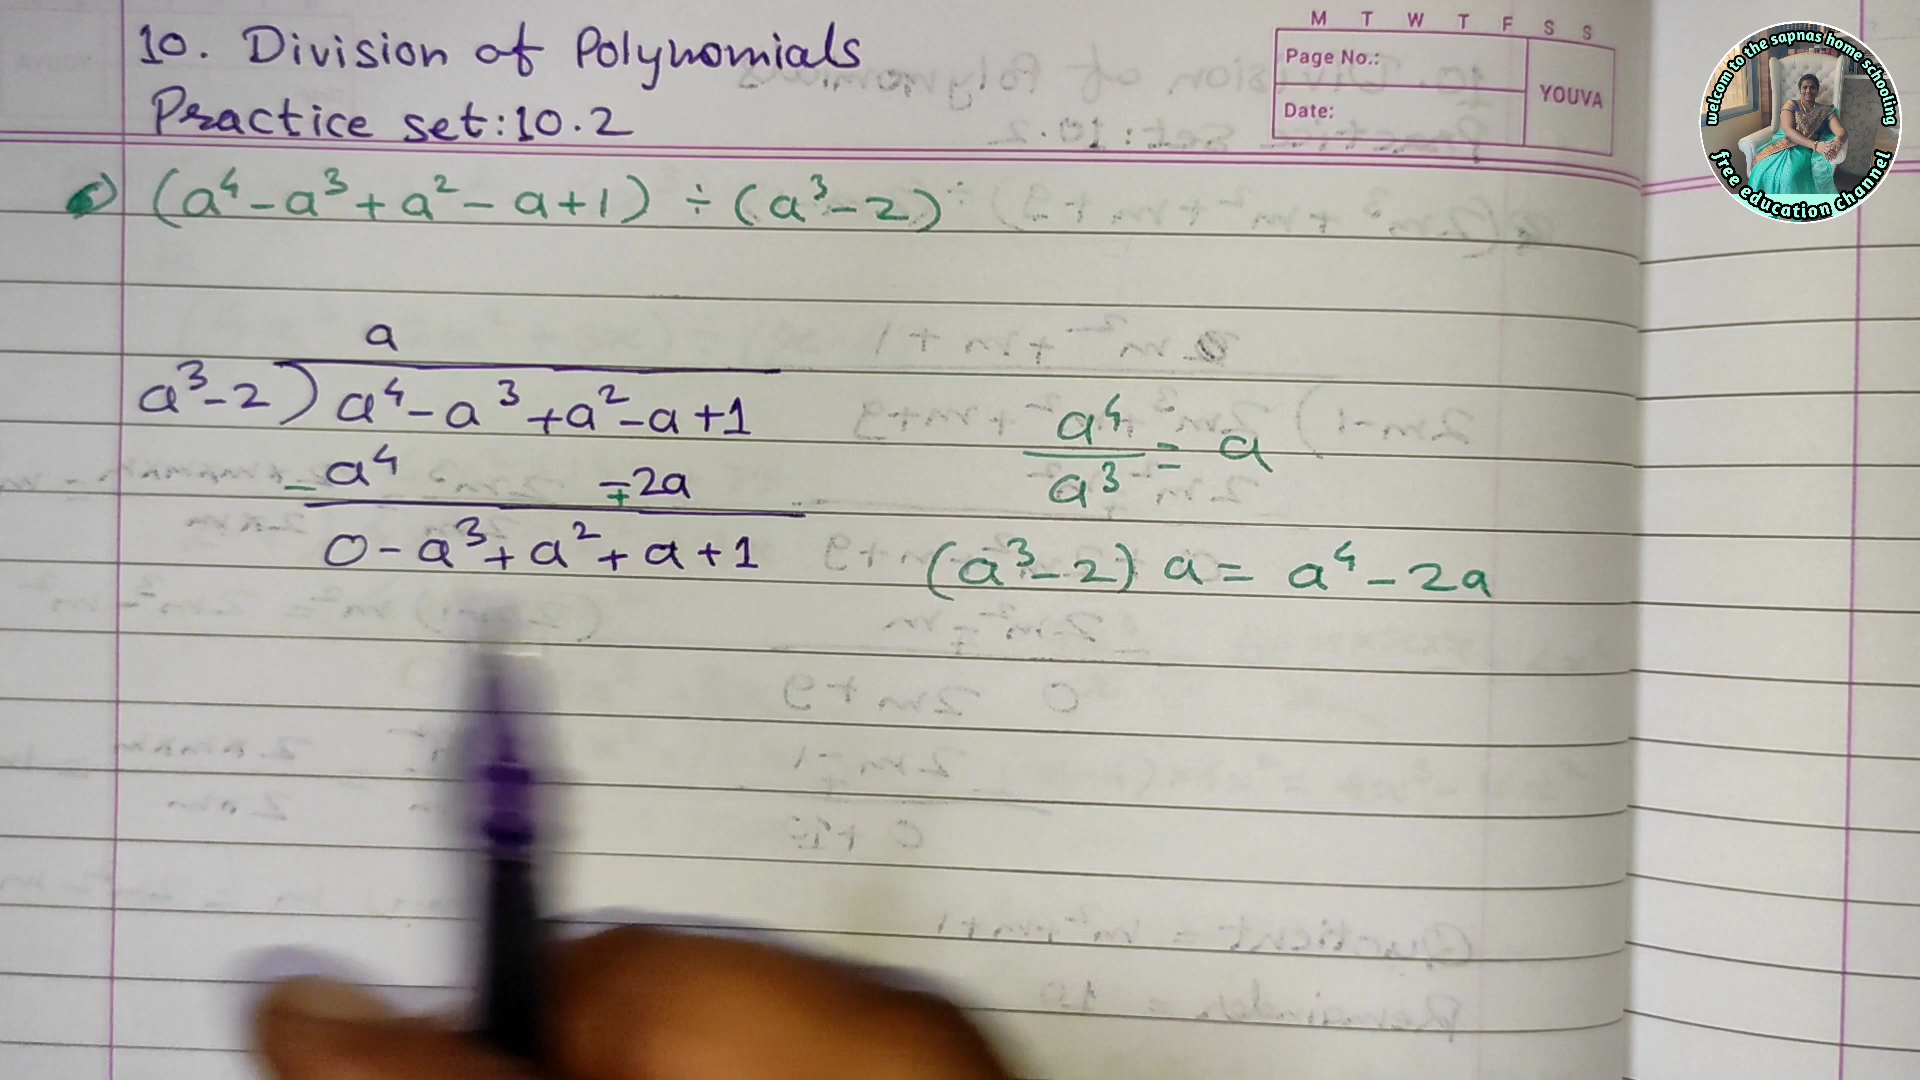 10. Division of Polynomials
Practice set:10.2
M T W T F S S
Page No.:
Date:
YOUVA
welcom to the sapnas home schooling
free education channel
(a⁴ - a³ + a² - a + 1) ÷ (a³ - 2)
a
a³-2) a⁴ - a³ + a² - a + 1
- a⁴ -2a
+
0 - a³ + a² + a + 1
a⁴
a³
= a
(a³ - 2) a = a⁴ - 2a